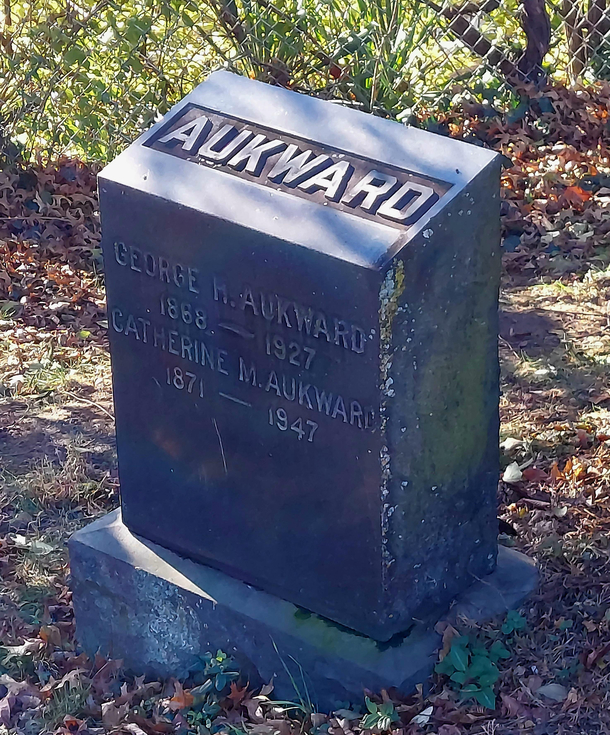 AUKWARD
GEORGE H. AUKWARD
1868 — 1927
CATHERINE M. AUKWARD
1871 — 1947